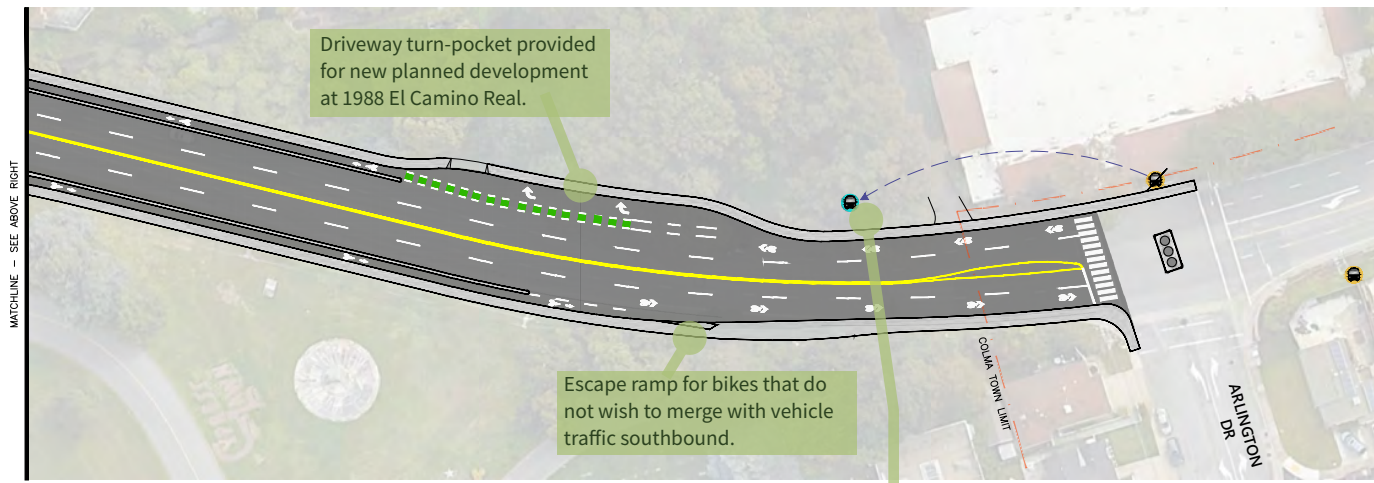 Driveway turn-pocket provided
for new planned development
at 1988 El Camino Real.
MATCHLINE – SEE ABOVE RIGHT
Escape ramp for bikes that do
not wish to merge with vehicle
traffic southbound.
COLMA TOWN LIMIT
ARLINGTON
DR